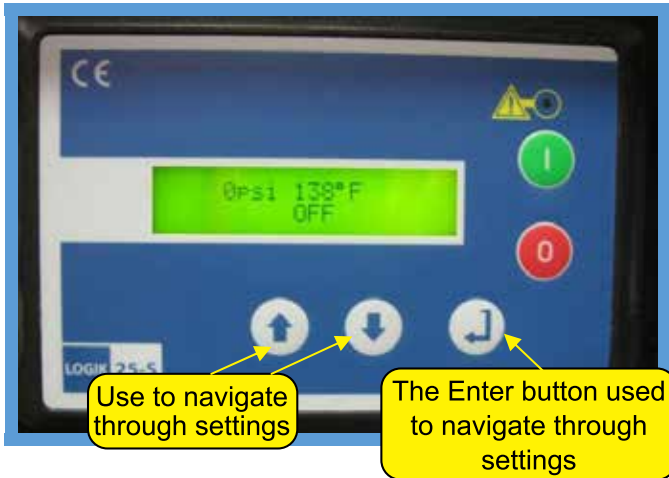 CE
I
0psi 138°F
OFF
0
LOGIK 25-S
Use to navigate
through settings
The Enter button used
to navigate through
settings